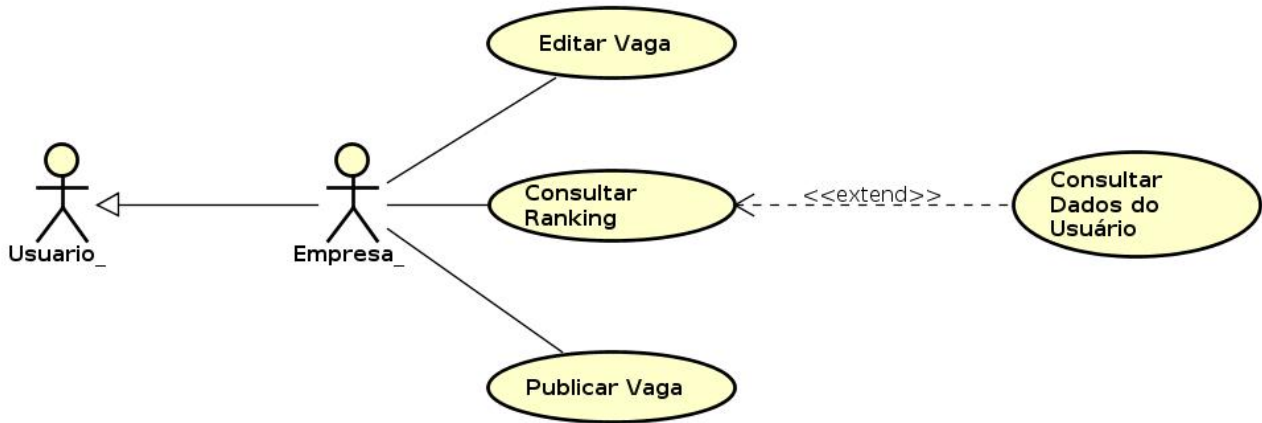 Editar Vaga
Usuario_
Empresa_
Consultar
Ranking
<<extend>>
Consultar
Dados do
Usuário
Publicar Vaga